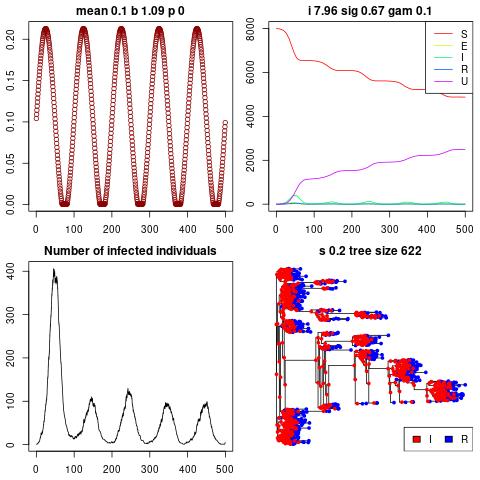 mean 0.1 b 1.09 p 0
0.00 0.05 0.10 0.15 0.20
0 100 200 300 400 500
i 7.96 sig 0.67 gam 0.1
0 2000 4000 6000 8000
S
E
I
R
U
0 100 200 300 400 500
Number of infected individuals
0 100 200 300 400
0 100 200 300 400 500
s 0.2 tree size 622
I R